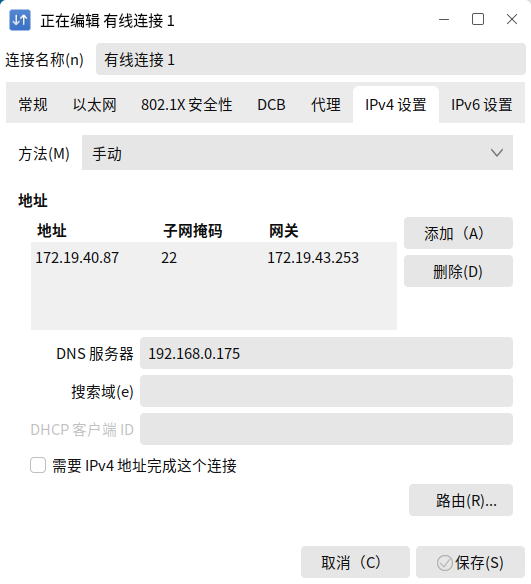 正在编辑 有线连接 1
连接名称(n) 有线连接 1
常规 以太网 802.1X 安全性 DCB 代理 IPv4 设置 IPv6 设置
方法(M) 手动
地址
地址 子网掩码 网关 添加（A）
172.19.40.87 22 172.19.43.253
删除(D)
DNS 服务器 192.168.0.175
搜索域(e)
DHCP 客户端 ID
需要 IPv4 地址完成这个连接
路由(R)...
取消（C） 保存(S)